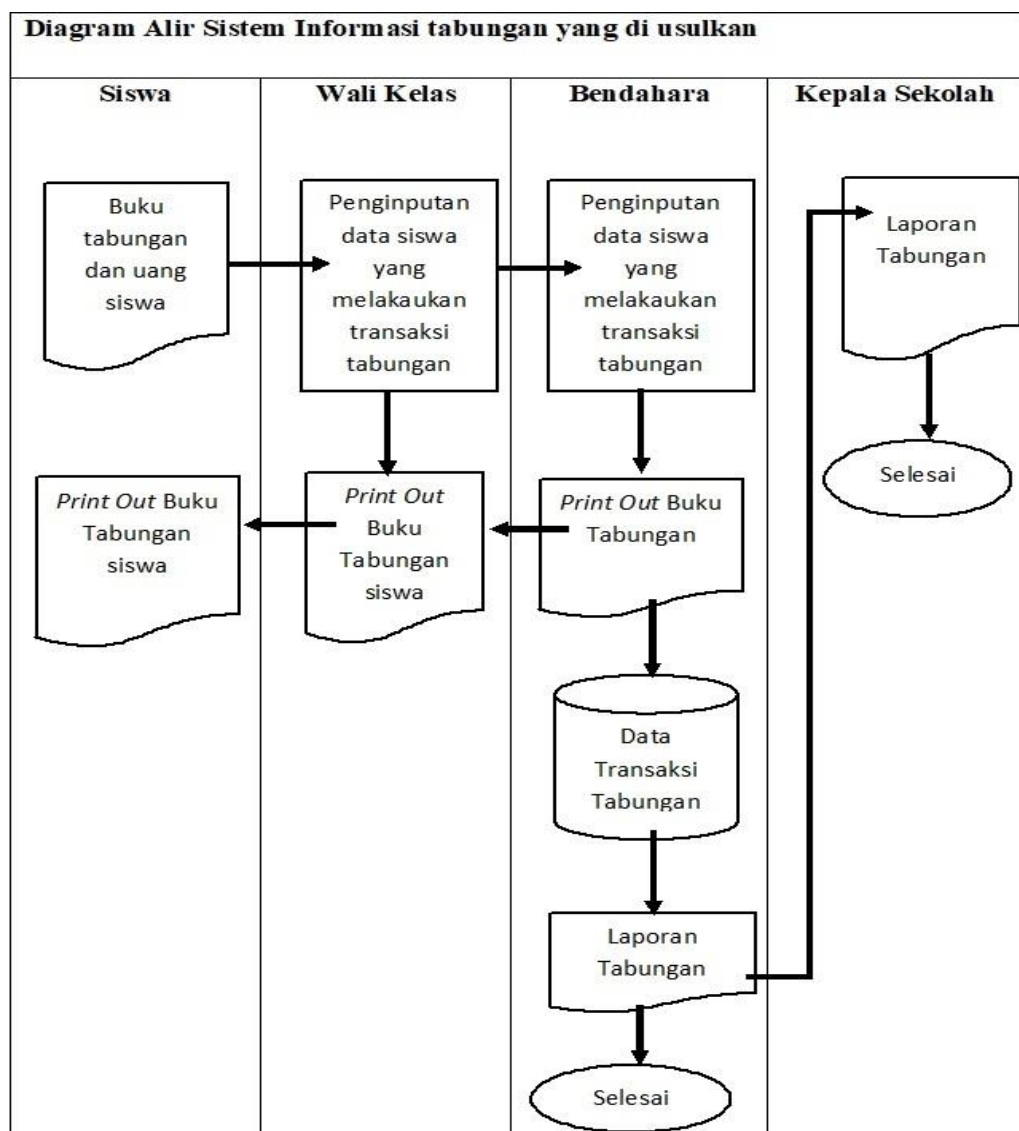 Diagram Alir Sistem Informasi tabungan yang di usulkan
Siswa
Wali Kelas
Bendahara
Kepala Sekolah
Buku
tabungan
dan uang
siswa
Penginputan
data siswa
yang
melakaukan
transaksi
tabungan
Penginputan
data siswa
yang
melakaukan
transaksi
tabungan
Laporan
Tabungan
Selesai
Print Out Buku
Tabungan
siswa
Print Out
Buku
Tabungan
siswa
Print Out Buku
Tabungan
Data
Transaksi
Tabungan
Laporan
Tabungan
Selesai